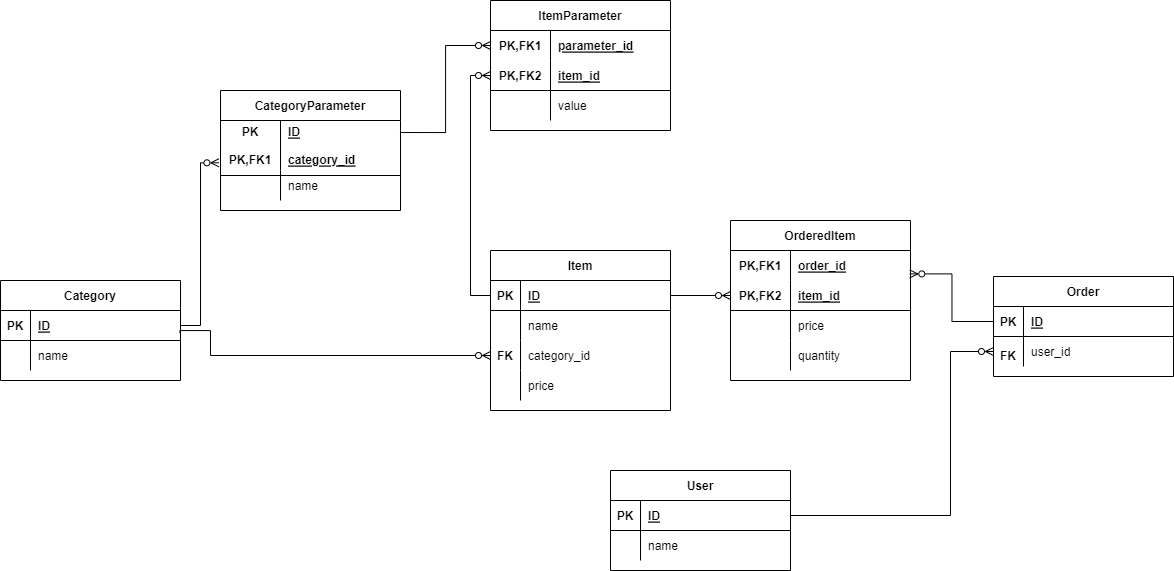 ItemParameter
PK,FK1 parameter_id
PK,FK2 item_id
value
CategoryParameter
PK ID
PK,FK1 category_id
name
Category
PK ID
name
Item
PK ID
name
FK category_id
price
OrderedItem
PK,FK1 order_id
PK,FK2 item_id
price
quantity
Order
PK ID
FK user_id
User
PK ID
name